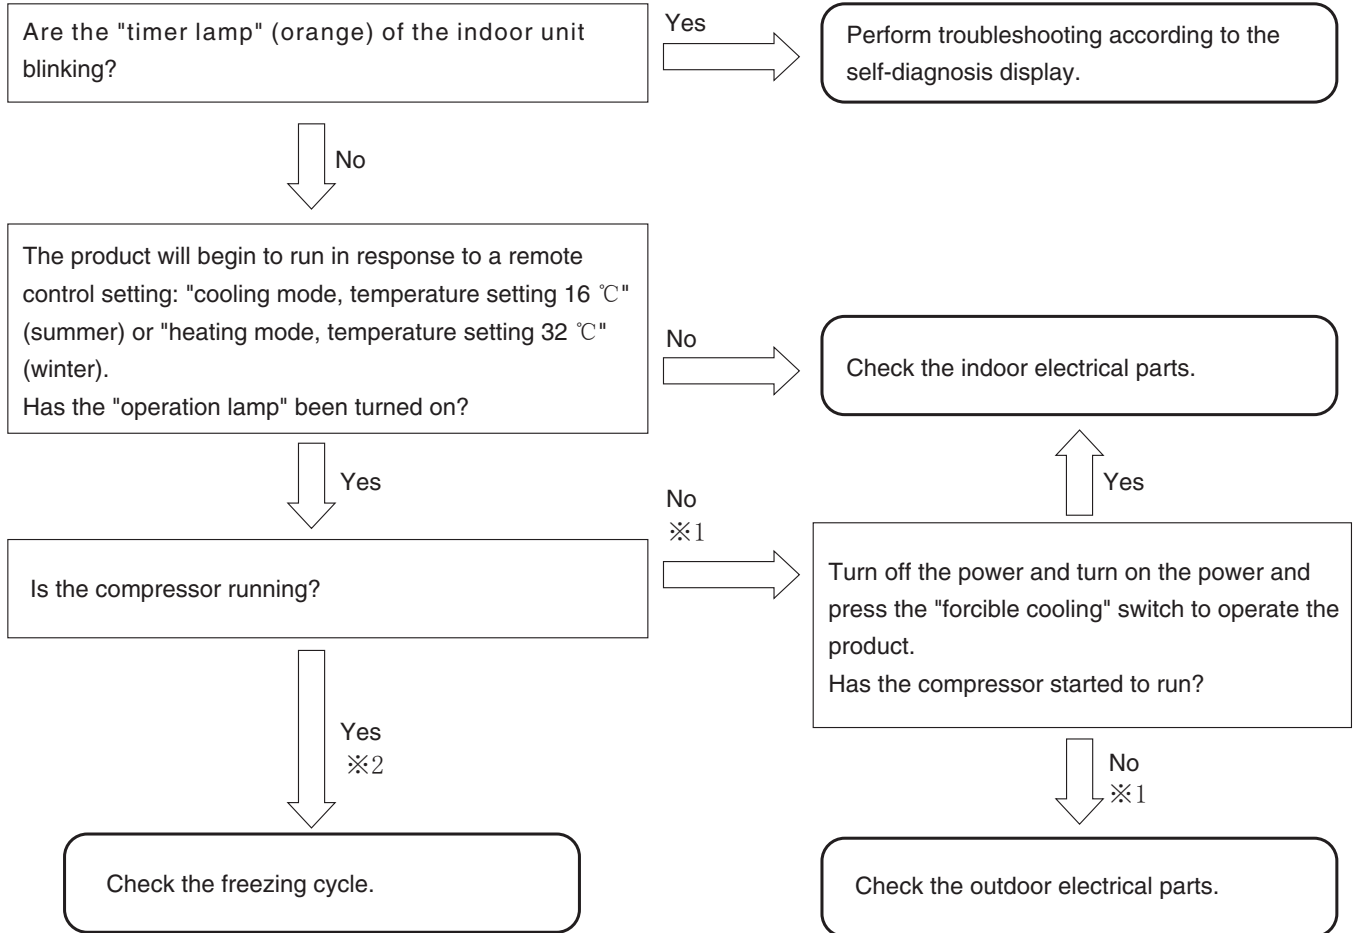 Are the "timer lamp" (orange) of the indoor unit
blinking?
Yes
Perform troubleshooting according to the
self-diagnosis display.
No
The product will begin to run in response to a remote
control setting: "cooling mode, temperature setting 16 ℃"
(summer) or "heating mode, temperature setting 32 ℃"
(winter).
Has the "operation lamp" been turned on?
No
Check the indoor electrical parts.
Yes
Yes
No
※1
Is the compressor running?
Turn off the power and turn on the power and
press the "forcible cooling" switch to operate the
product.
Has the compressor started to run?
Yes
※2
No
※1
Check the freezing cycle.
Check the outdoor electrical parts.